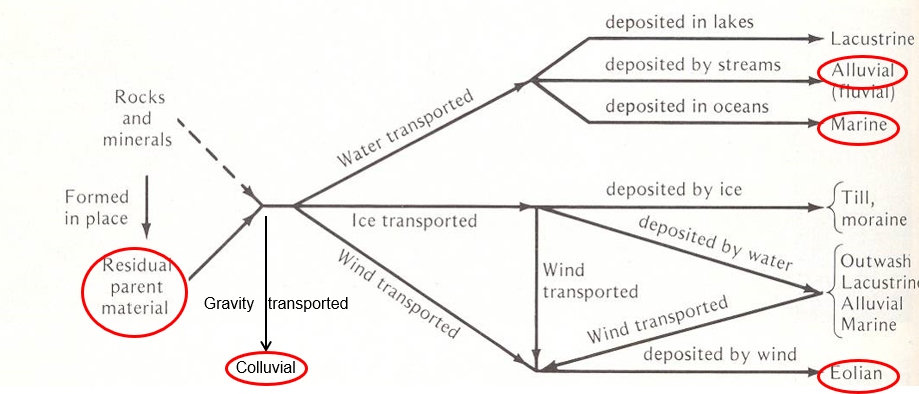 deposited in lakes
Lacustrine
deposited by streams
Alluvial
(fluvial)
deposited in oceans
Marine
Rocks
and
minerals
Water transported
Formed
in place
Residual
parent
material
Ice transported
deposited by ice
Till,
moraine
deposited by water
Wind transported
Wind
transported
Outwash
Lacustrine
Alluvial
Marine
Wind transported
Gravity transported
deposited by wind
Eolian
Colluvial